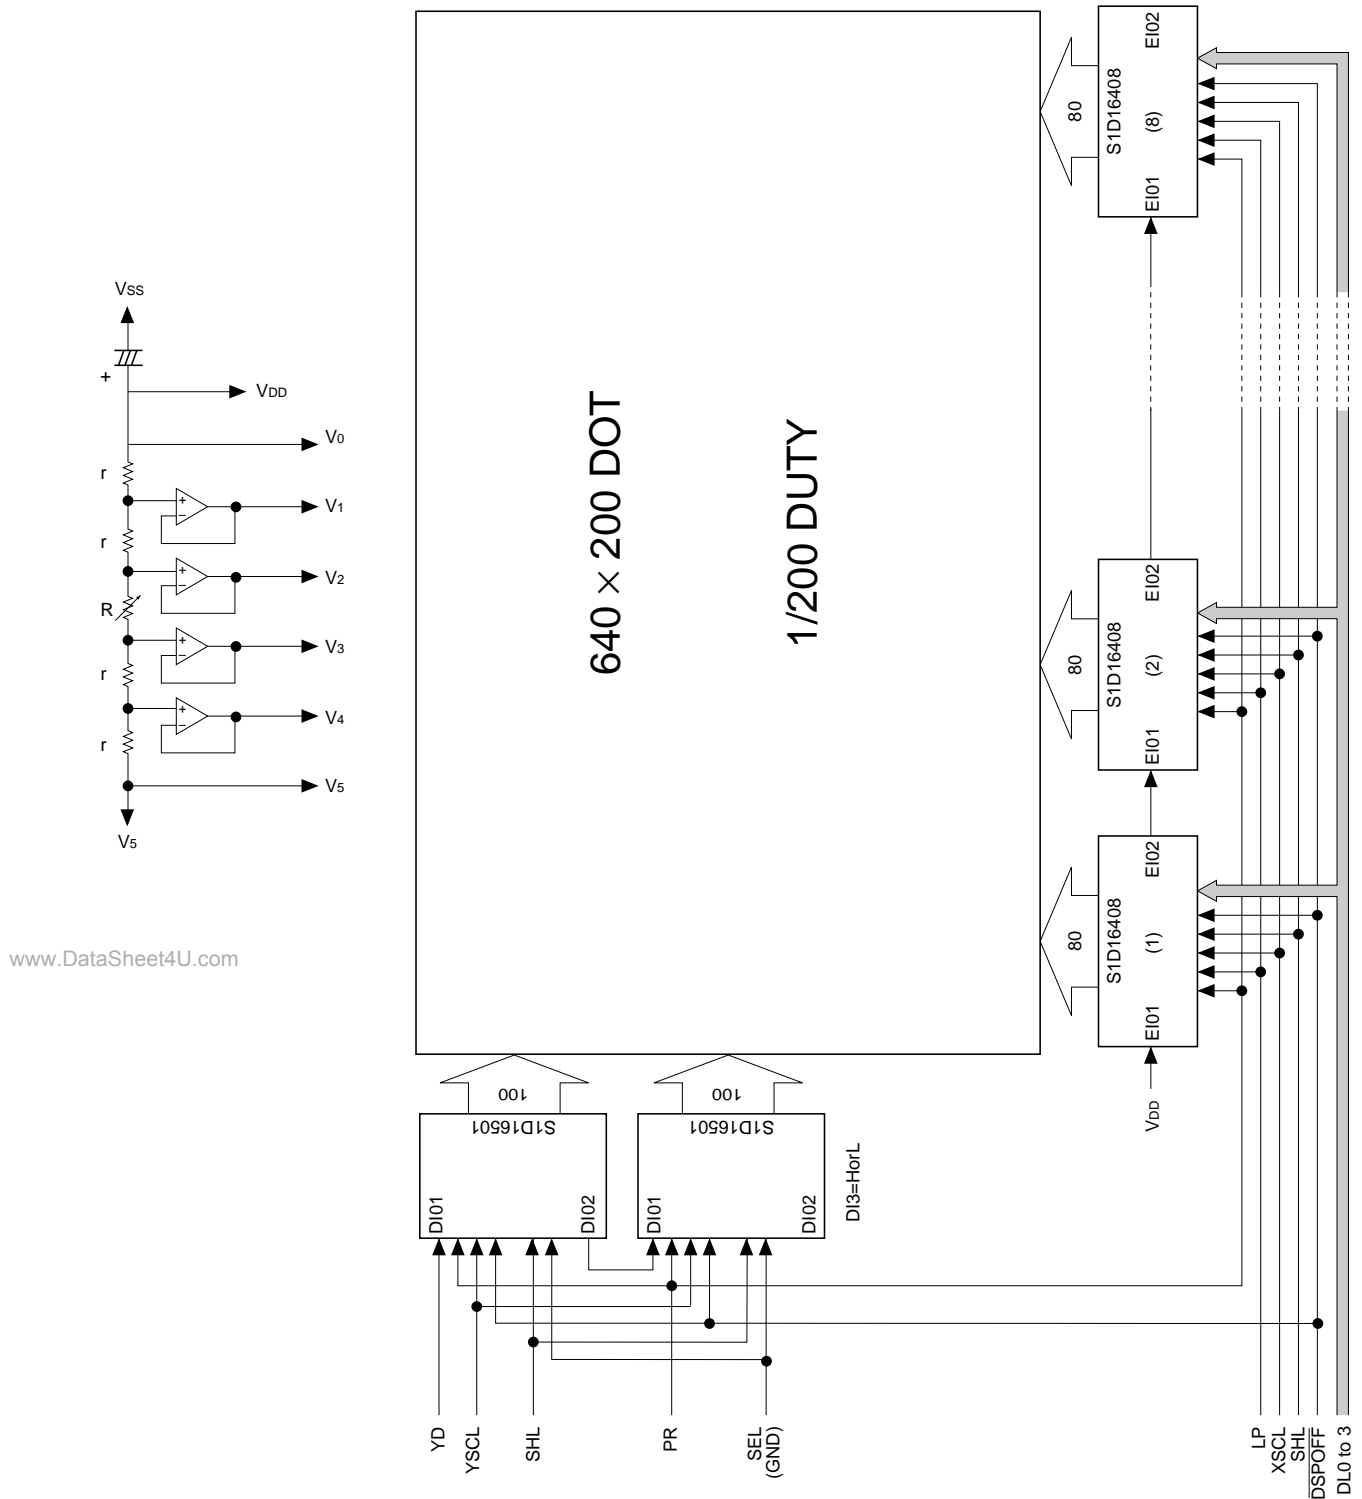 VSS
+
VDD
V0
r
V1
r
V2
R
V3
r
V4
r
V5
V5
640 × 200 DOT
1/200 DUTY
80
S1D16408
(8)
EI01
EI02
80
S1D16408
(2)
EI01
EI02
80
S1D16408
(1)
EI01
EI02
VDD
100
S1D16501
DI01
DI02
100
S1D16501
DI01
DI02
DI3=HorL
YD
YSCL
SHL
PR
SEL
(GND)
LP
XSCL
SHL
DSPOFF
DL0 to 3
www.DataSheet4U.com